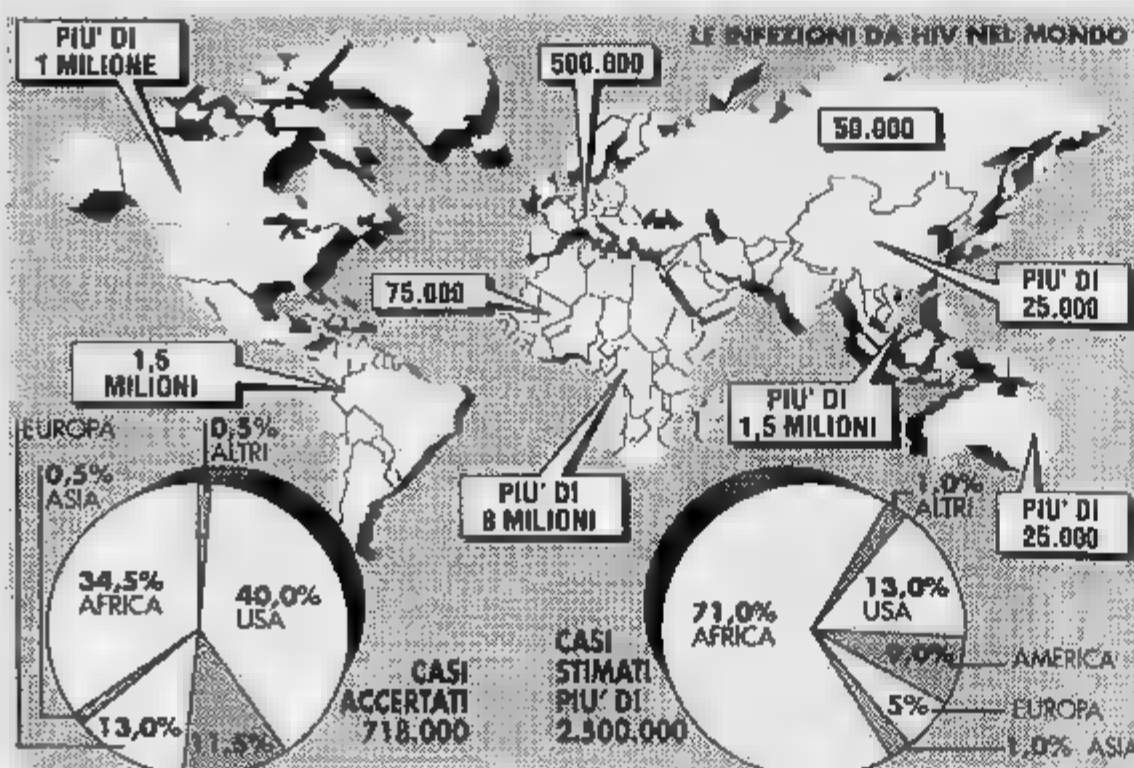 LE INFEZIONI DA HIV NEL MONDO
PIU' DI
1 MILIONE
500.000
50.000
75.000
PIU' DI
25.000
1,5
MILIONI
PIU' DI
1,5 MILIONI
PIU' DI
8 MILIONI
PIU' DI
25.000
EUROPA
0,5%
ASIA
0,5%
ALTRI
34,5%
AFRICA
40,0%
USA
13,0%
11,5%
CASI
ACCERTATI
718.000
CASI
STIMATI
PIU' DI
2.500.000
1,0%
ALTRI
71,0%
AFRICA
13,0%
USA
9,0%
AMERICA
5%
EUROPA
1,0% ASIA